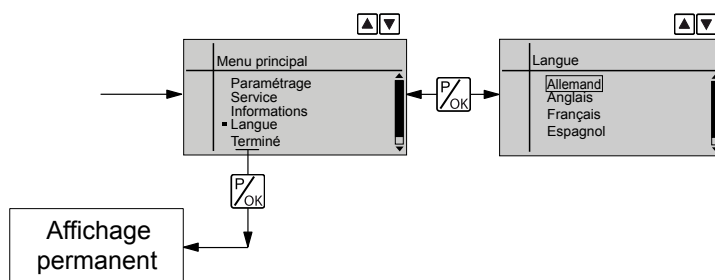 Menu principal
Paramétrage
Service
Informations
Langue
Terminé
P/OK
Langue
Allemand
Anglais
Français
Espagnol
P/OK
Affichage
permanent